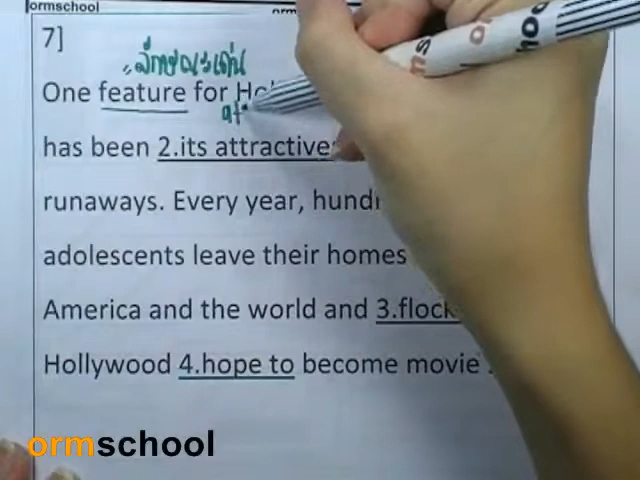 ormschool
7]
ลักษณะเด่น
One feature for
has been 2.its attractive
runaways. Every year,
adolescents leave their homes
America and the world and 3.flock
Hollywood 4.hope to become movie
ormschool